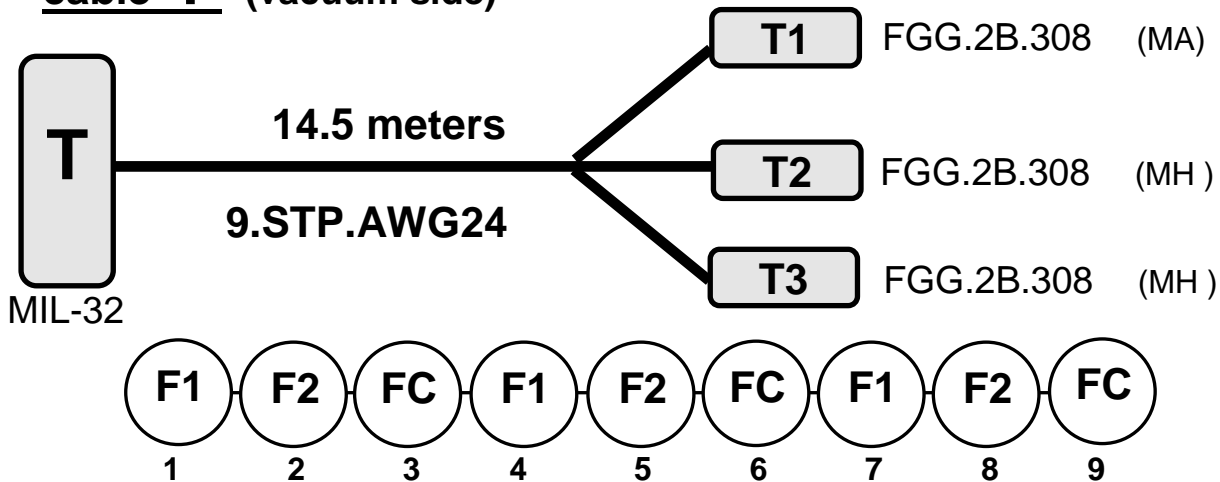 (vacuum side)
T1 FGG.2B.308 (MA)
T
14.5 meters
T2 FGG.2B.308 (MH )
9.STP.AWG24
T3 FGG.2B.308 (MH )
MIL-32
F1 F2 FC F1 F2 FC F1 F2 FC
1 2 3 4 5 6 7 8 9